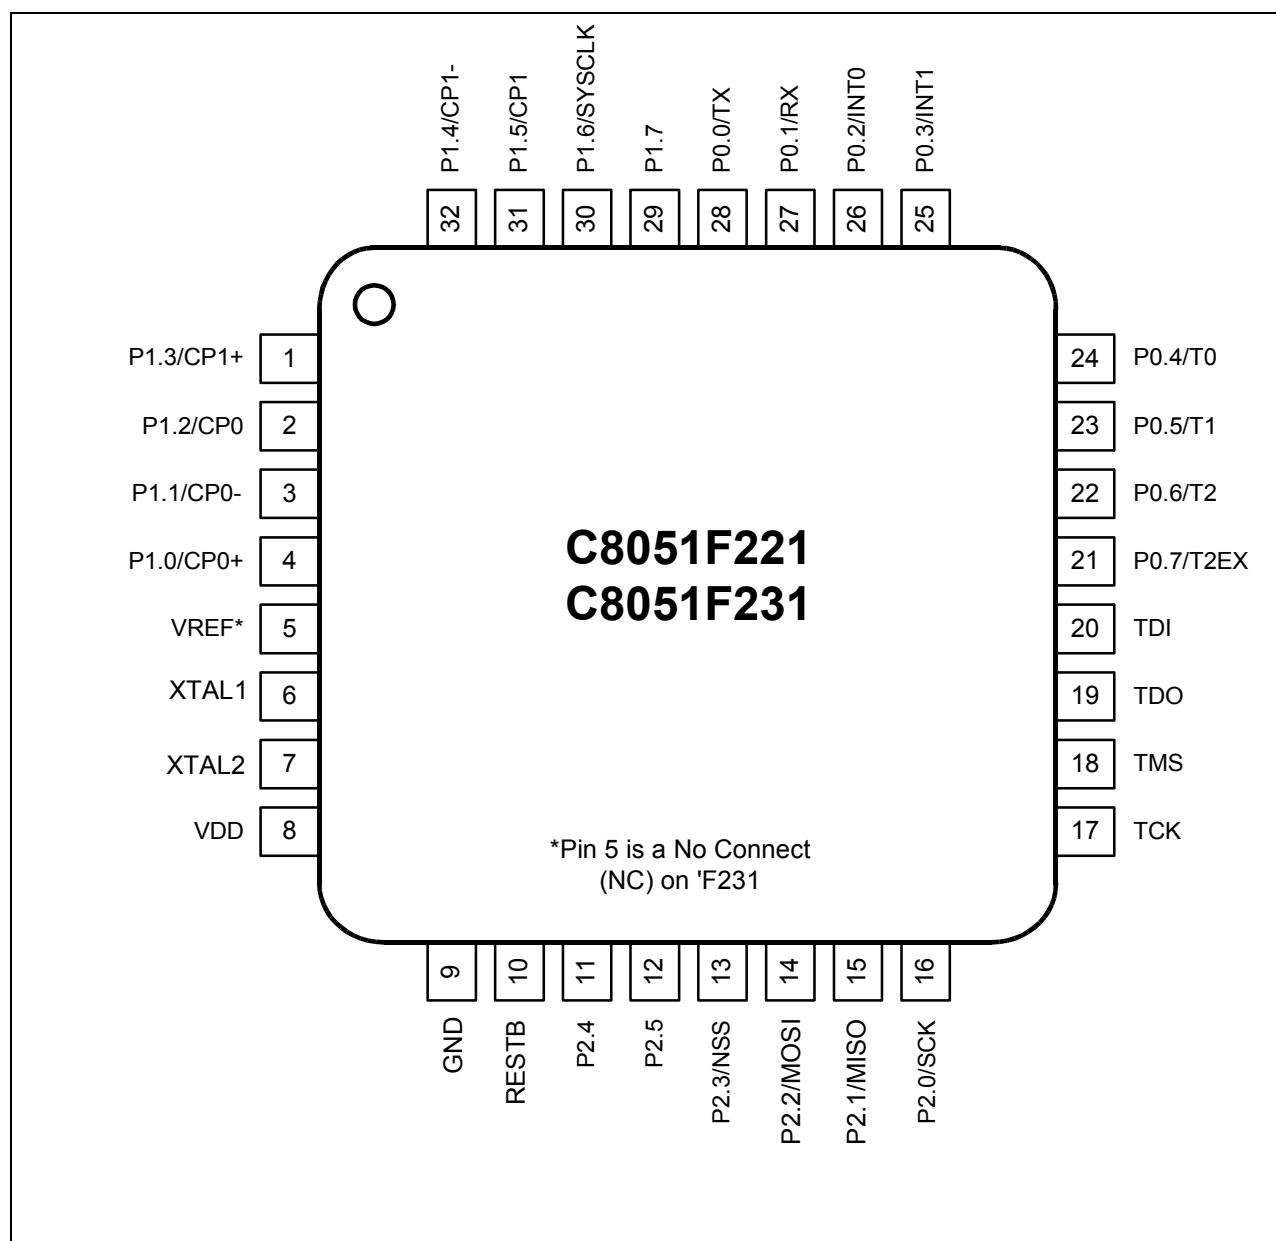 P1.4/CP1-
P1.5/CP1
P1.6/SYSCLK
P1.7
P0.0/TX
P0.1/RX
P0.2/INT0
P0.3/INT1
32
31
30
29
28
27
26
25
P1.3/CP1+ 1
P1.2/CP0 2
P1.1/CP0- 3
P1.0/CP0+ 4
VREF* 5
XTAL1 6
XTAL2 7
VDD 8
C8051F221
C8051F231
*Pin 5 is a No Connect
(NC) on 'F231
24 P0.4/T0
23 P0.5/T1
22 P0.6/T2
21 P0.7/T2EX
20 TDI
19 TDO
18 TMS
17 TCK
9
10
11
12
13
14
15
16
GND
RESTB
P2.4
P2.5
P2.3/NSS
P2.2/MOSI
P2.1/MISO
P2.0/SCK